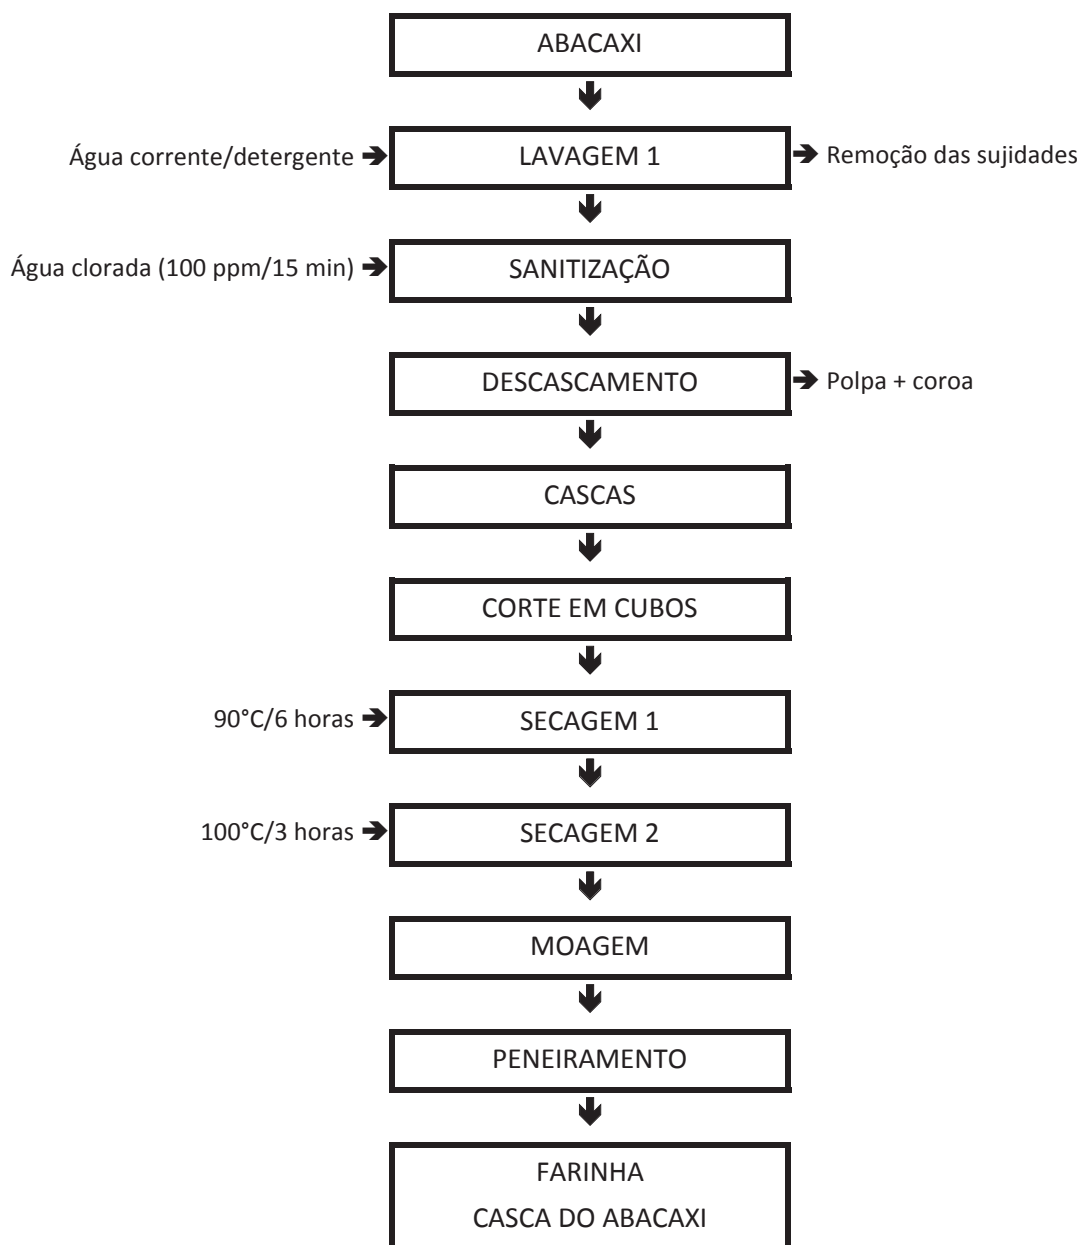 ABACAXI
Água corrente/detergente
LAVAGEM 1
Remoção das sujidades
Água clorada (100 ppm/15 min)
SANITIZAÇÃO
DESCASCAMENTO
Polpa + coroa
CASCAS
CORTE EM CUBOS
90°C/6 horas
SECAGEM 1
100°C/3 horas
SECAGEM 2
MOAGEM
PENEIRAMENTO
FARINHA
CASCA DO ABACAXI